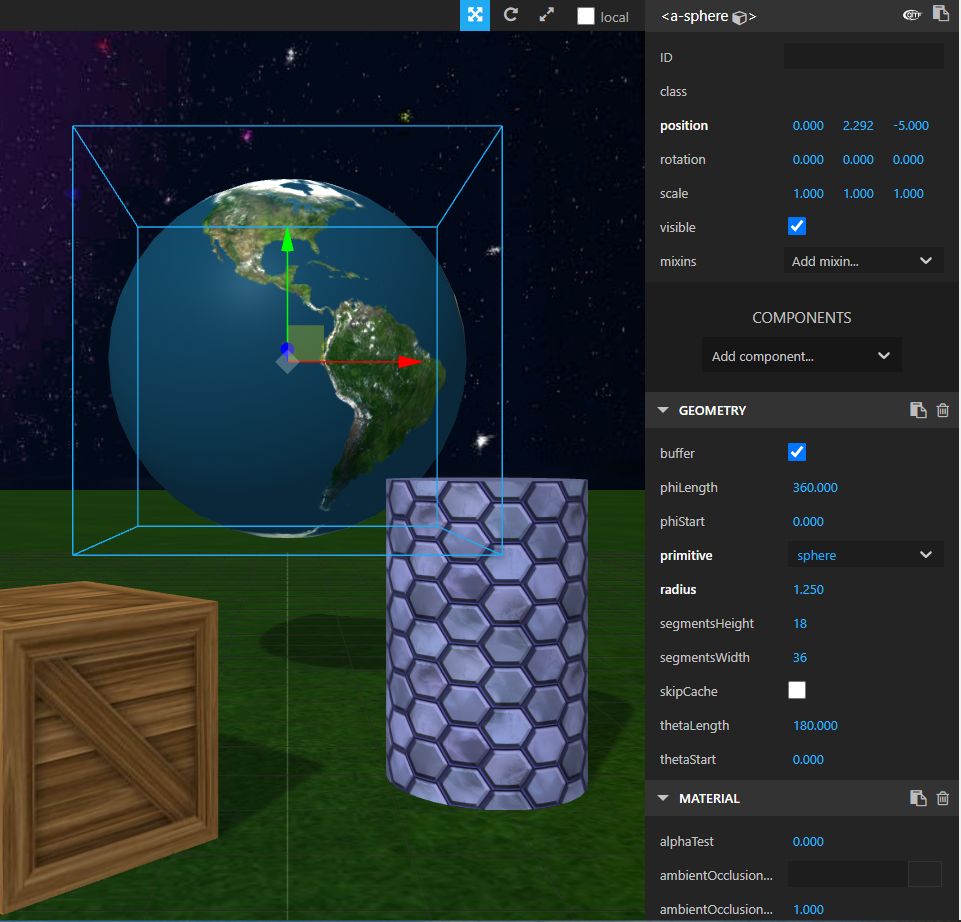 local
<a-sphere >
GLTF
ID
class
position 0.000 2.292 -5.000
rotation 0.000 0.000 0.000
scale 1.000 1.000 1.000
visible
mixins Add mixin...
COMPONENTS
Add component...
GEOMETRY
buffer
phiLength 360.000
phiStart 0.000
primitive sphere
radius 1.250
segmentsHeight 18
segmentsWidth 36
skipCache
thetaLength 180.000
thetaStart 0.000
MATERIAL
alphaTest 0.000
ambientOcclusion...
ambientOcclusion... 1.000